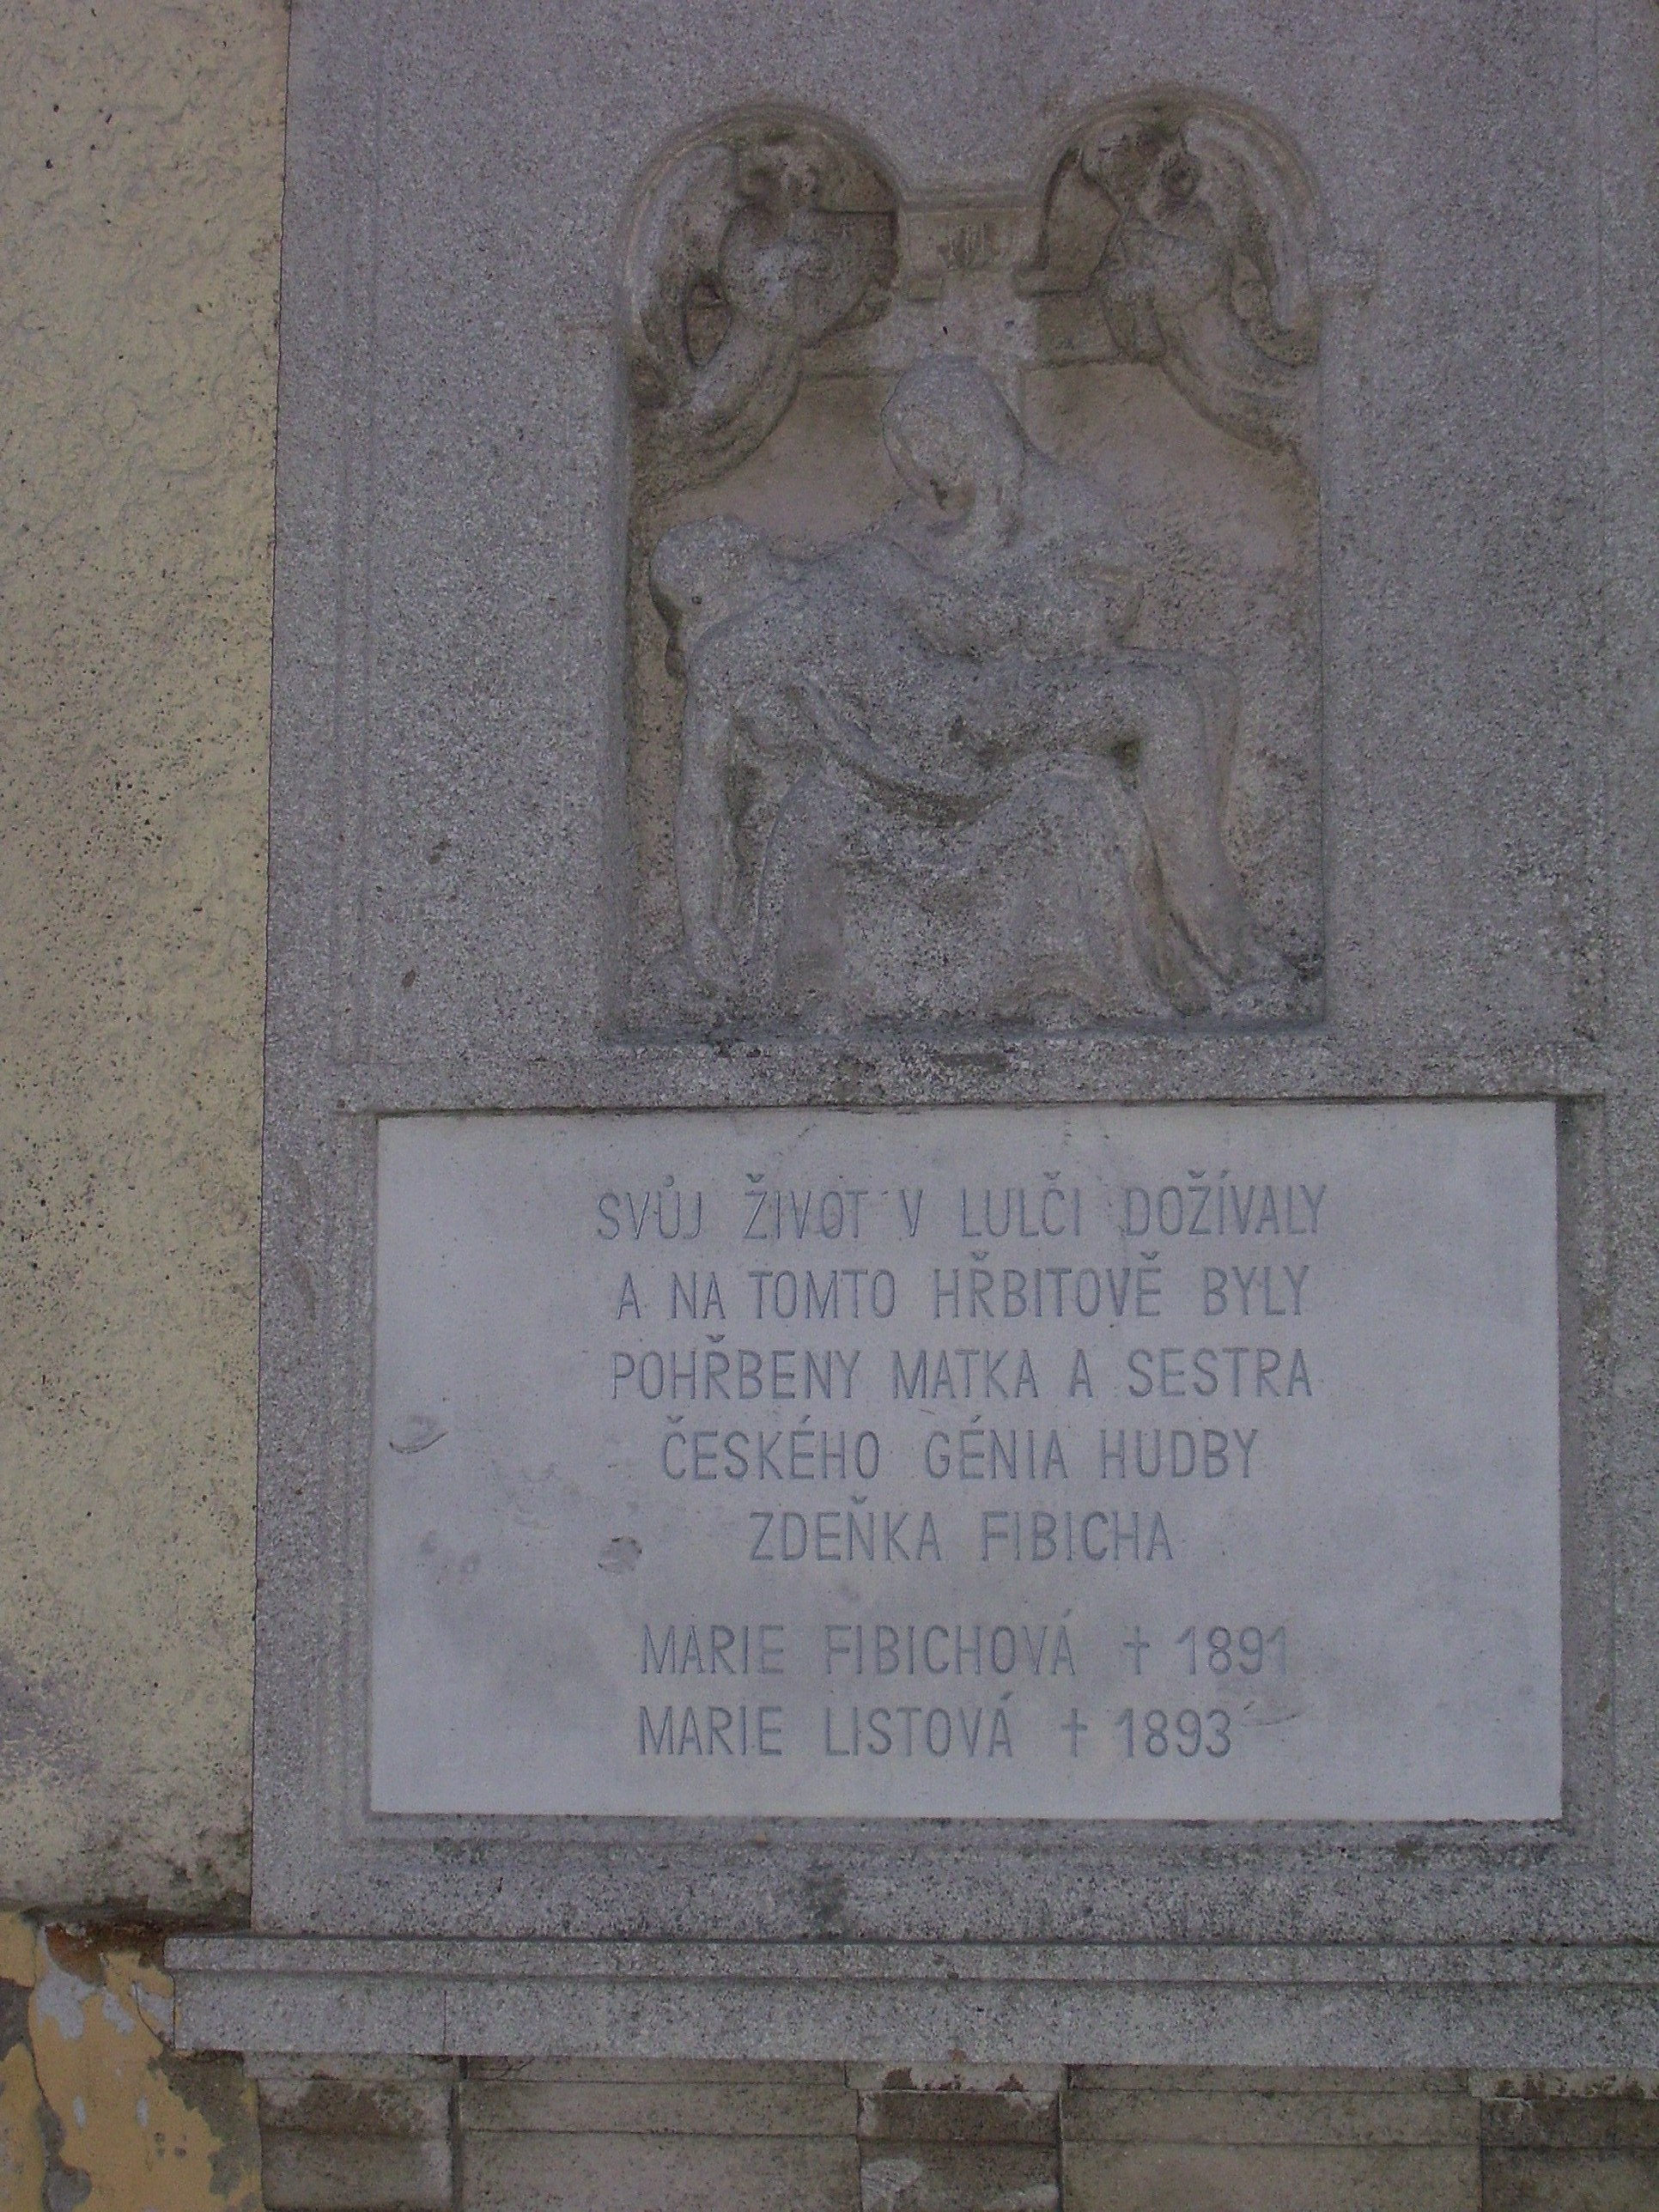 SVŮJ ŽIVOT V LULČI DOŽÍVALY
A NA TOMTO HŘBITOVĚ BYLY
POHŘBENY MATKA A SESTRA
ČESKÉHO GÉNIA HUDBY
ZDEŇKA FIBICHA
MARIE FIBICHOVÁ † 1891
MARIE LISTOVÁ † 1893